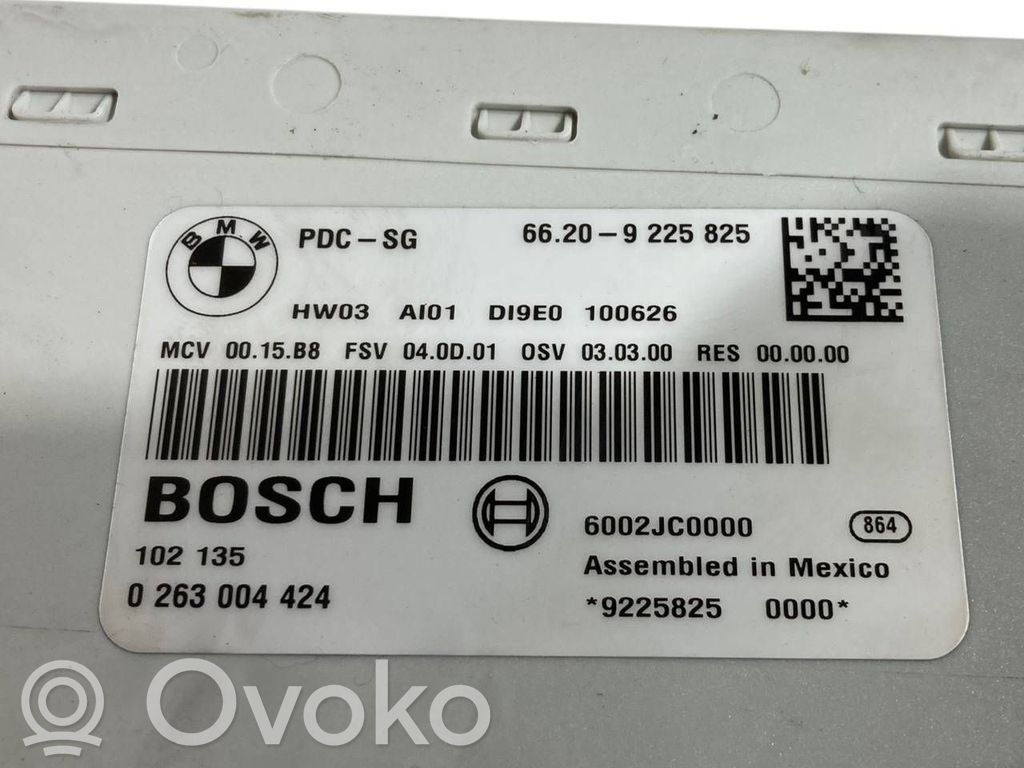 BMW
PDC-SG 66.20-9 225 825
HW03 AI01 DI9E0 100626
MCV 00.15.B8 FSV 04.0D.01 OSV 03.03.00 RES 00.00.00
BOSCH
6002JC0000 864
102 135
Assembled in Mexico
0 263 004 424
*9225825 0000*
Ovoko